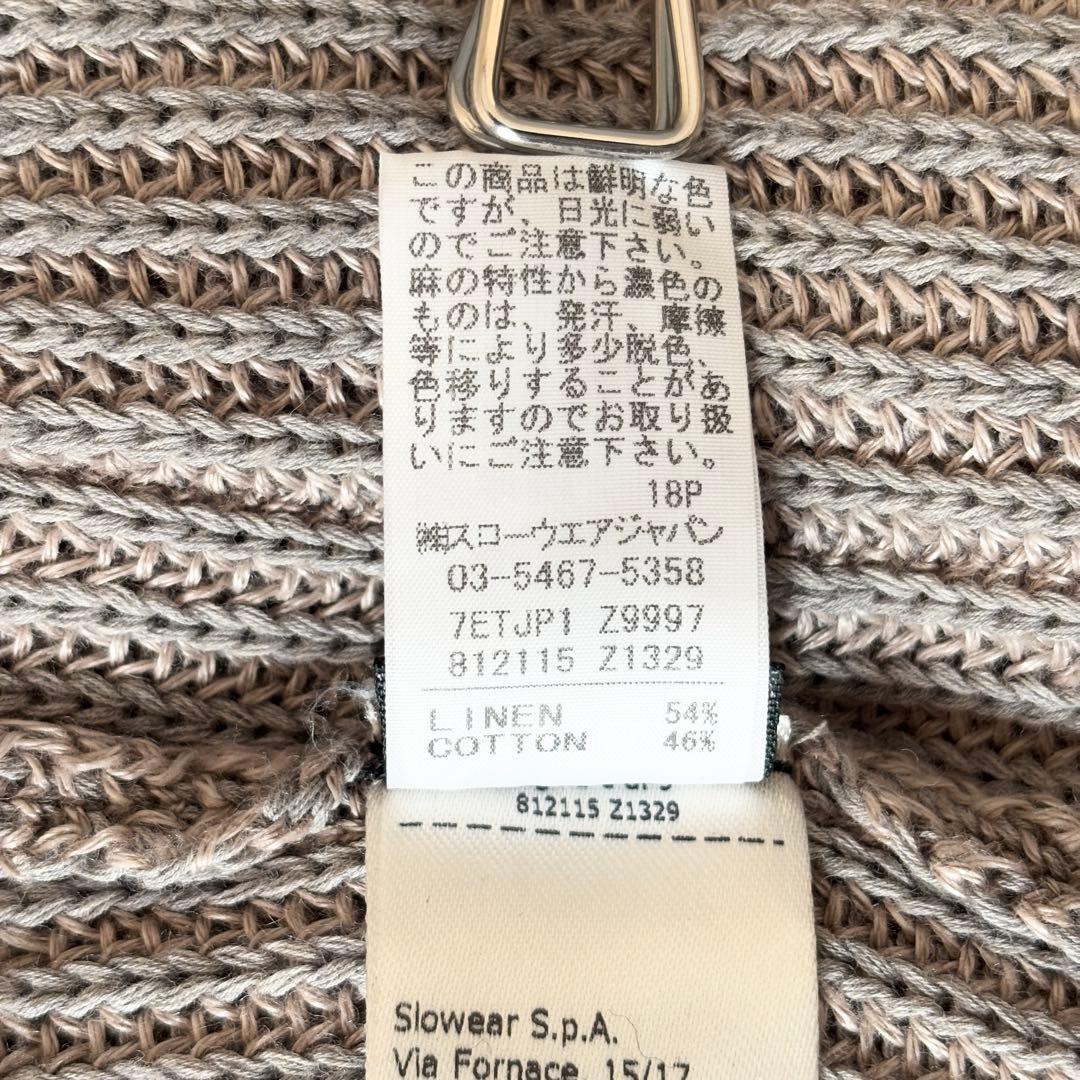 この商品は鮮明な色
ですが、日光に弱い
のでご注意下さい。
麻の特性から濃色の
ものは、発汗、摩擦
等により多少脱色、
色移りすることがあ
りますのでお取り扱
いにご注意下さい。
18P
㈱スローウエアジャパン
03-5467-5358
7ETJP1 Z9997
812115 Z1329
LINEN 54%
COTTON 46%
812115 Z1329
Slowear S.p.A.
Via Fornace, 15/17